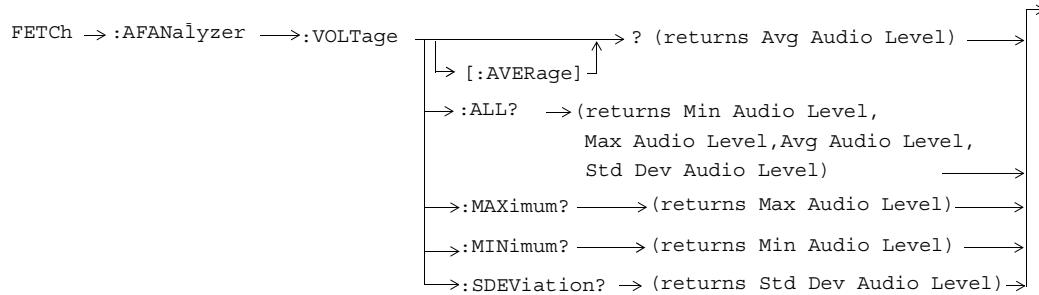 FETCh :AFANalyzer :VOLTage ? (returns Avg Audio Level)
[:AVERage]
:ALL? (returns Min Audio Level,
Max Audio Level,Avg Audio Level,
Std Dev Audio Level)
:MAXimum? (returns Max Audio Level)
:MINimum? (returns Min Audio Level)
:SDEViation? (returns Std Dev Audio Level)